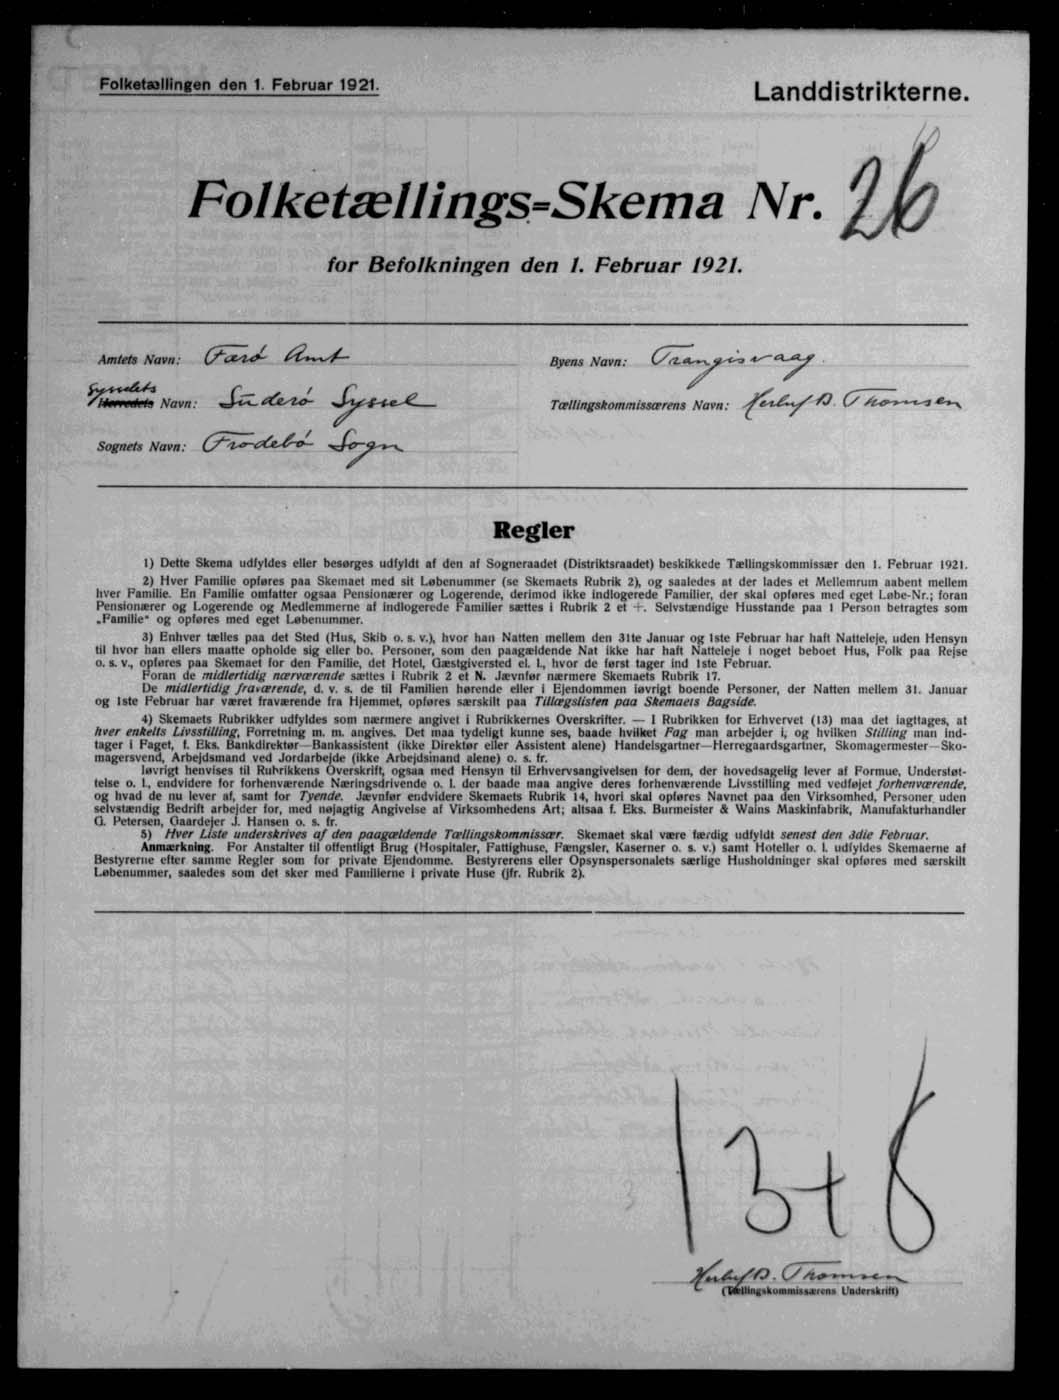 Folketællingen den 1. Februar 1921.
Landdistrikterne.
Folketællings=Skema Nr. 26
for Befolkningen den 1. Februar 1921.
Amtets Navn: Færö Amt
Byens Navn: Trangisvaag.
Sysselets
Herredets Navn: Süderö Syssel
Tællingskommissærens Navn: Herluf D. Thomsen
Sognets Navn: Frodebö Sogn
Regler
1) Dette Skema udfyldes eller besørges udfyldt af den af Sogneraadet (Distriktsraadet) beskikkede Tællingskommissær den 1. Februar 1921.
2) Hver Familie opføres paa Skemaet med sit Løbenummer (se Skemaets Rubrik 2), og saaledes at der lades et Mellemrum aabent mellem
hver Familie. En Familie omfatter ogsaa Pensionærer og Logerende, derimod ikke indlogerede Familier, der skal opføres med eget Løbe-Nr.; foran
Pensionærer og Logerende og Medlemmerne af indlogerede Familier sættes i Rubrik 2 et +. Selvstændige Husstande paa 1 Person betragtes som
„Familie“ og opføres med eget Løbenummer.
3) Enhver tælles paa det Sted (Hus, Skib o. s. v.), hvor han Natten mellem den 31te Januar og 1ste Februar har haft Natteleje, uden Hensyn
til hvor han ellers maatte opholde sig eller bo. Personer, som den paagældende Nat ikke har haft Natteleje i noget beboet Hus, Folk paa Rejse
o. s. v., opføres paa Skemaet for den Familie, det Hotel, Gæstgiversted el. l., hvor de først tager ind 1ste Februar.
Foran de midlertidig nærværende sættes i Rubrik 2 et N. Jævnfør nærmere Skemaets Rubrik 17.
De midlertidig fraværende, d. v. s. de til Familien hørende eller i Ejendommen iøvrigt boende Personer, der Natten mellem 31. Januar
og 1ste Februar har været fraværende fra Hjemmet, opføres særskilt paa Tillægslisten paa Skemaets Bagside.
4) Skemaets Rubrikker udfyldes som nærmere angivet i Rubrikkernes Overskrifter. — I Rubrikken for Erhvervet (13) maa det iagttages, at
hver enkelts Livsstilling, Forretning m. m. angives. Det maa tydeligt kunne ses, baade hvilket Fag man arbejder i, og hvilken Stilling man ind-
tager i Faget, f. Eks. Bankdirektør—Bankassistent (ikke Direktør eller Assistent alene) Handelsgartner—Herregaardsgartner, Skomagermester—Sko-
magersvend, Arbejdsmand ved Jordarbejde (ikke Arbejdsmand alene) o. s. fr.
Iøvrigt henvises til Rubrikkens Overskrift, ogsaa med Hensyn til Erhvervsangivelsen for dem, der hovedsagelig lever af Formue, Understøt-
telse o. l., endvidere for forhenværende Næringsdrivende o. l. der baade maa angive deres forhenværende Livsstilling med vedføjet forhenværende,
og hvad de nu lever af, samt for Tyende. Jævnfør endvidere Skemaets Rubrik 14, hvori skal opføres Navnet paa den Virksomhed, Personer uden
selvstændig Bedrift arbejder for, med nøjagtig Angivelse af Virksomhedens Art; altsaa f. Eks. Burmeister & Wains Maskinfabrik, Manufakturhandler
G. Petersen, Gaardejer J. Hansen o. s. fr.
5) Hver Liste underskrives af den paagældende Tællingskommissær. Skemaet skal være færdig udfyldt senest den 3die Februar.
Anmærkning. For Anstalter til offentligt Brug (Hospitaler, Fattighuse, Fængsler, Kaserner o. s. v.) samt Hoteller o. l. udfyldes Skemaerne af
Bestyrerne efter samme Regler som for private Ejendomme. Bestyrerens eller Opsynspersonalets særlige Husholdninger skal opføres med særskilt
Løbenummer, saaledes som det sker med Familierne i private Huse (jfr. Rubrik 2).
13+8
Herluf D. Thomsen
(Tællingskommissærens Underskrift)